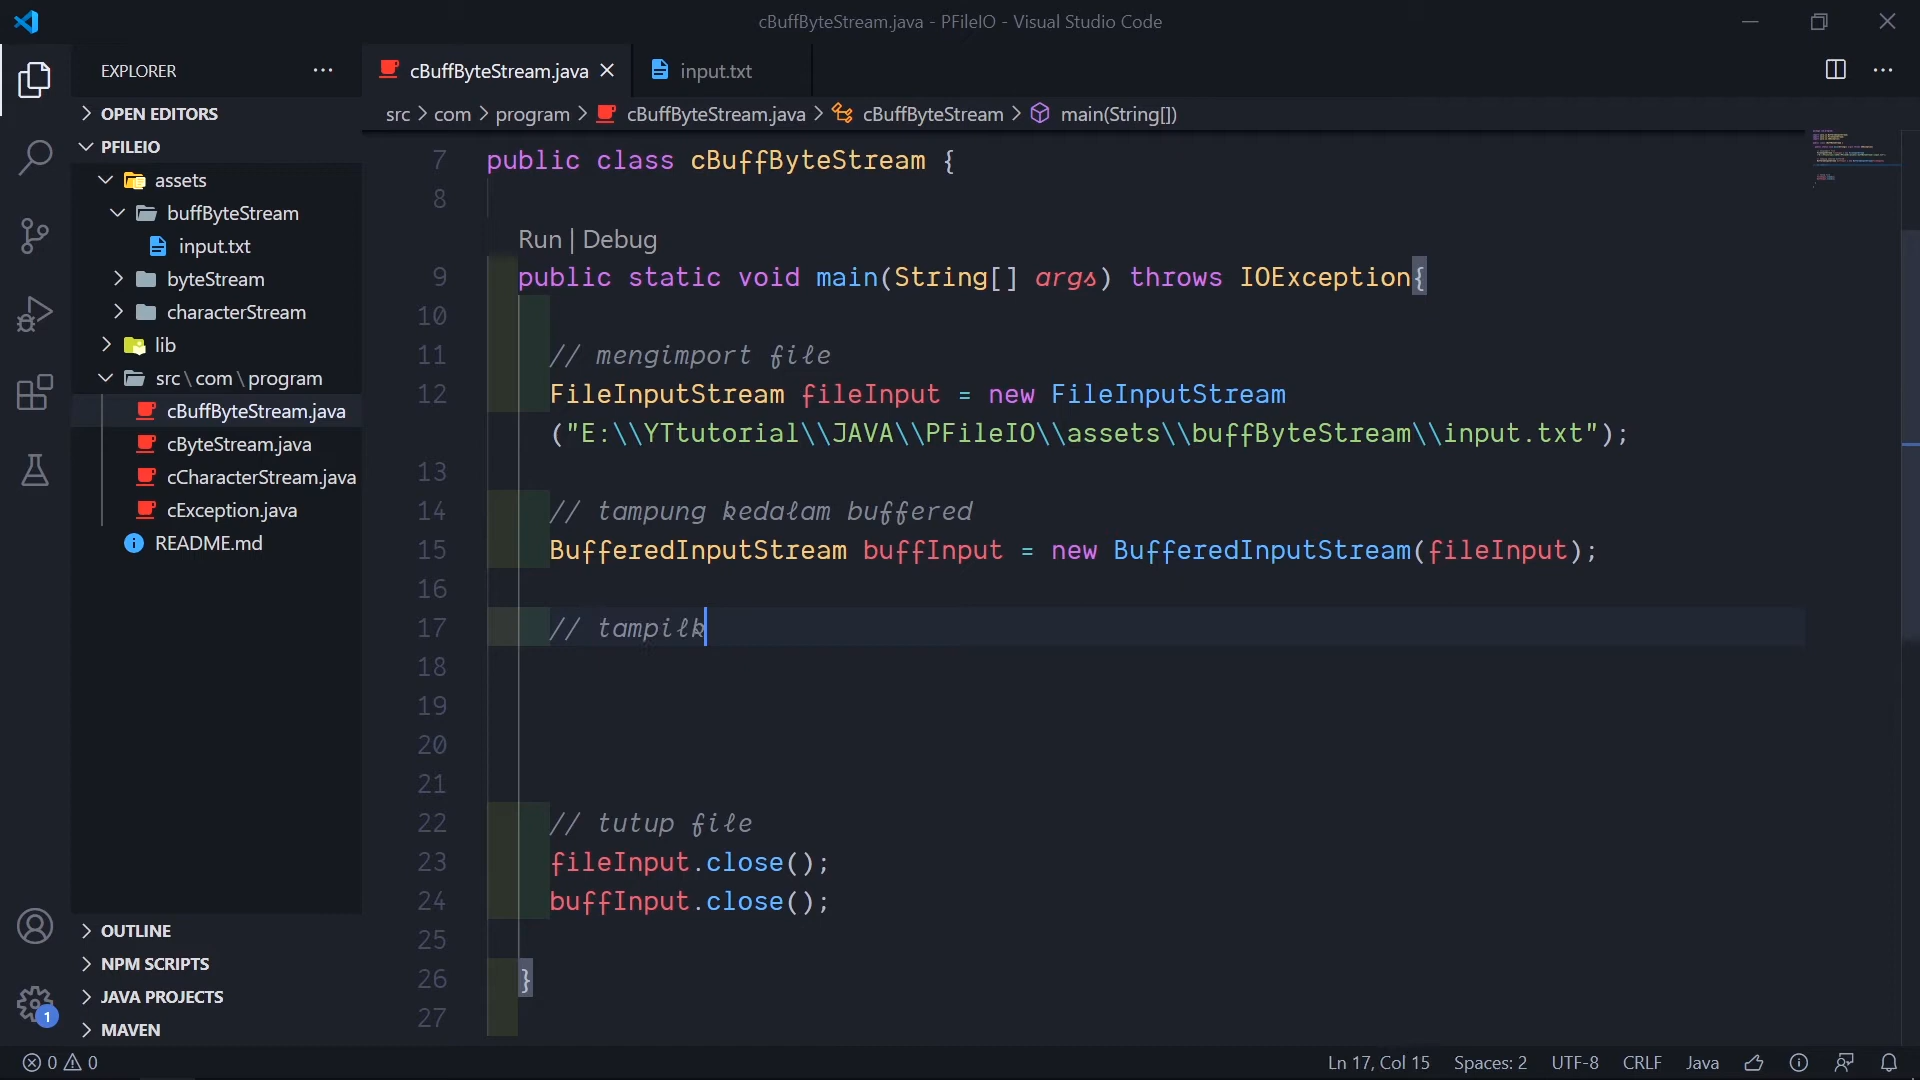 cBuffByteStream.java - PFileIO - Visual Studio Code
EXPLORER
OPEN EDITORS
PFILEIO
assets
buffByteStream
input.txt
byteStream
characterStream
lib
src\com\program
cBuffByteStream.java
cByteStream.java
cCharacterStream.java
cException.java
README.md
OUTLINE
NPM SCRIPTS
JAVA PROJECTS
MAVEN
1
cBuffByteStream.java
input.txt
src > com > program > cBuffByteStream.java > cBuffByteStream > main(String[])
7 public class cBuffByteStream {
8
Run | Debug
9 public static void main(String[] args) throws IOException{
10
11 // mengimport file
12 FileInputStream fileInput = new FileInputStream
("E:\\YTtutorial\\JAVA\\PFileIO\\assets\\buffByteStream\\input.txt");
13
14 // tampung kedalam buffered
15 BufferedInputStream buffInput = new BufferedInputStream(fileInput);
16
17 // tampilk
18
19
20
21
22 // tutup file
23 fileInput.close();
24 buffInput.close();
25
26 }
27
0 0
Ln 17, Col 15 Spaces: 2 UTF-8 CRLF Java